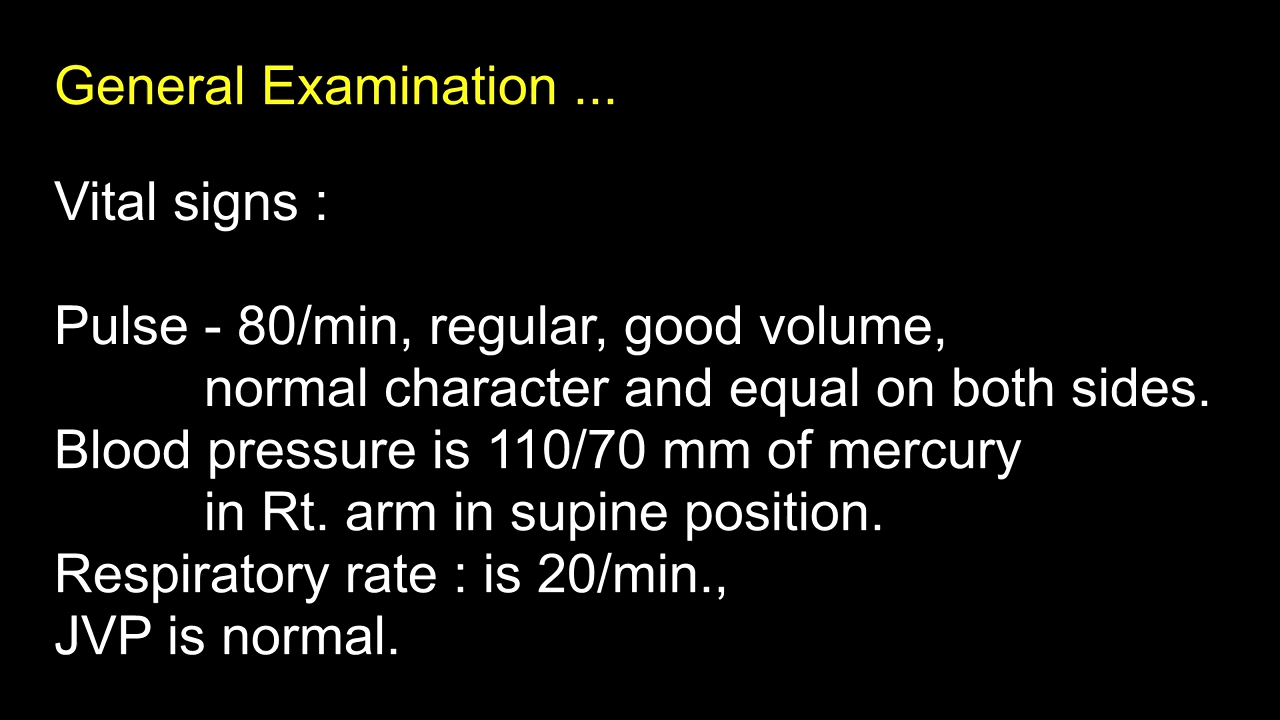 General Examination ...
Vital signs :
Pulse - 80/min, regular, good volume,
normal character and equal on both sides.
Blood pressure is 110/70 mm of mercury
in Rt. arm in supine position.
Respiratory rate : is 20/min.,
JVP is normal.